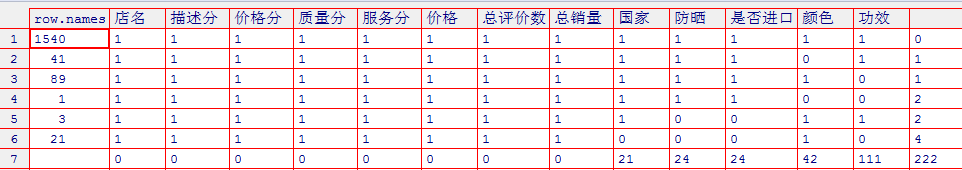 row.names 店名 描述分 价格分 质量分 服务分 价格 总评价数 总销量 国家 防晒 是否进口 颜色 功效
1 1540 1 1 1 1 1 1 1 1 1 1 1 1 1 0
2 41 1 1 1 1 1 1 1 1 1 1 1 0 1 1
3 89 1 1 1 1 1 1 1 1 1 1 1 1 0 1
4 1 1 1 1 1 1 1 1 1 1 1 1 0 0 2
5 3 1 1 1 1 1 1 1 1 1 0 0 1 1 2
6 21 1 1 1 1 1 1 1 1 0 0 0 1 0 4
7 0 0 0 0 0 0 0 0 21 24 24 42 111 222